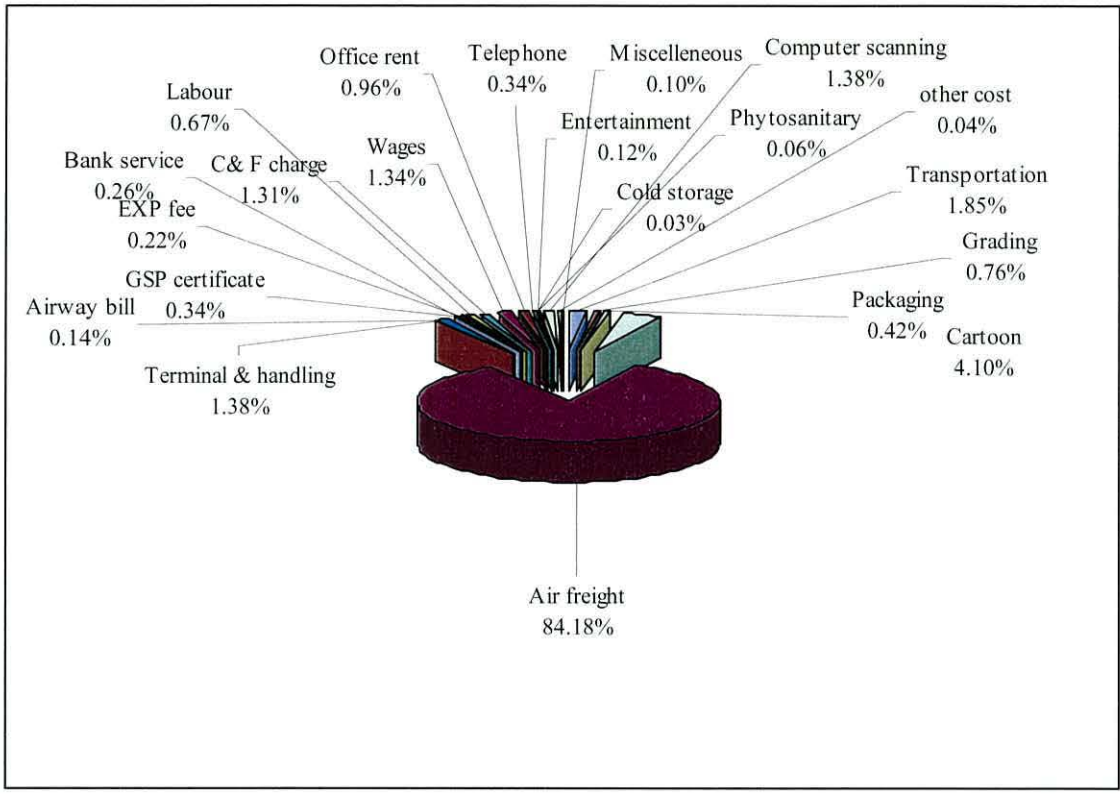 Office rent
0.96%
Telephone
0.34%
Miscelleneous
0.10%
Computer scanning
1.38%
Labour
0.67%
other cost
0.04%
Entertainment
0.12%
Phytosanitary
0.06%
Wages
1.34%
Bank service
0.26%
C& F charge
1.31%
Transportation
1.85%
Cold storage
0.03%
EXP fee
0.22%
Grading
0.76%
GSP certificate
0.34%
Airway bill
0.14%
Packaging
0.42%
Cartoon
4.10%
Terminal & handling
1.38%
Air freight
84.18%